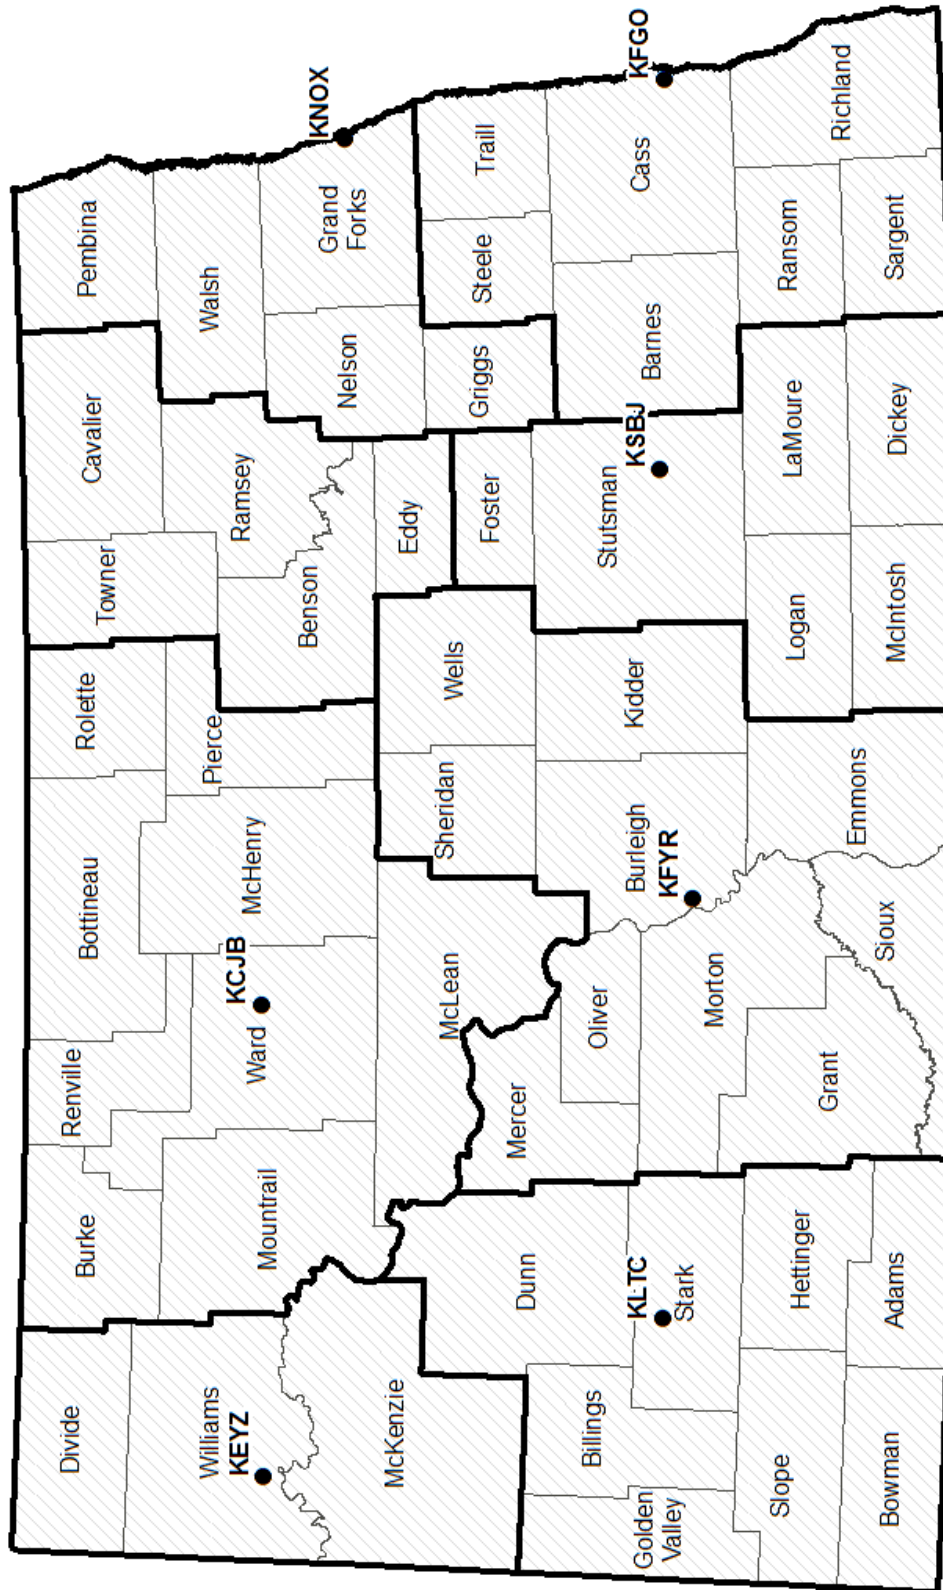 Divide
Burke
Renville
Bottineau
Rolette
Towner
Cavalier
Pembina
Williams
KEYZ
Mountrail
Ward
KCJB
McHenry
Pierce
Benson
Ramsey
Walsh
Nelson
Grand
Forks
KNOX
McKenzie
McLean
Sheridan
Wells
Eddy
Foster
Griggs
Steele
Traill
Dunn
Mercer
Oliver
Billings
Golden
Valley
KLTC
Stark
Morton
Burleigh
KFYR
Kidder
Stutsman
KSBJ
Barnes
Cass
KFGO
Slope
Hettinger
Grant
Logan
LaMoure
Ransom
Richland
Bowman
Adams
Sioux
Emmons
McIntosh
Dickey
Sargent